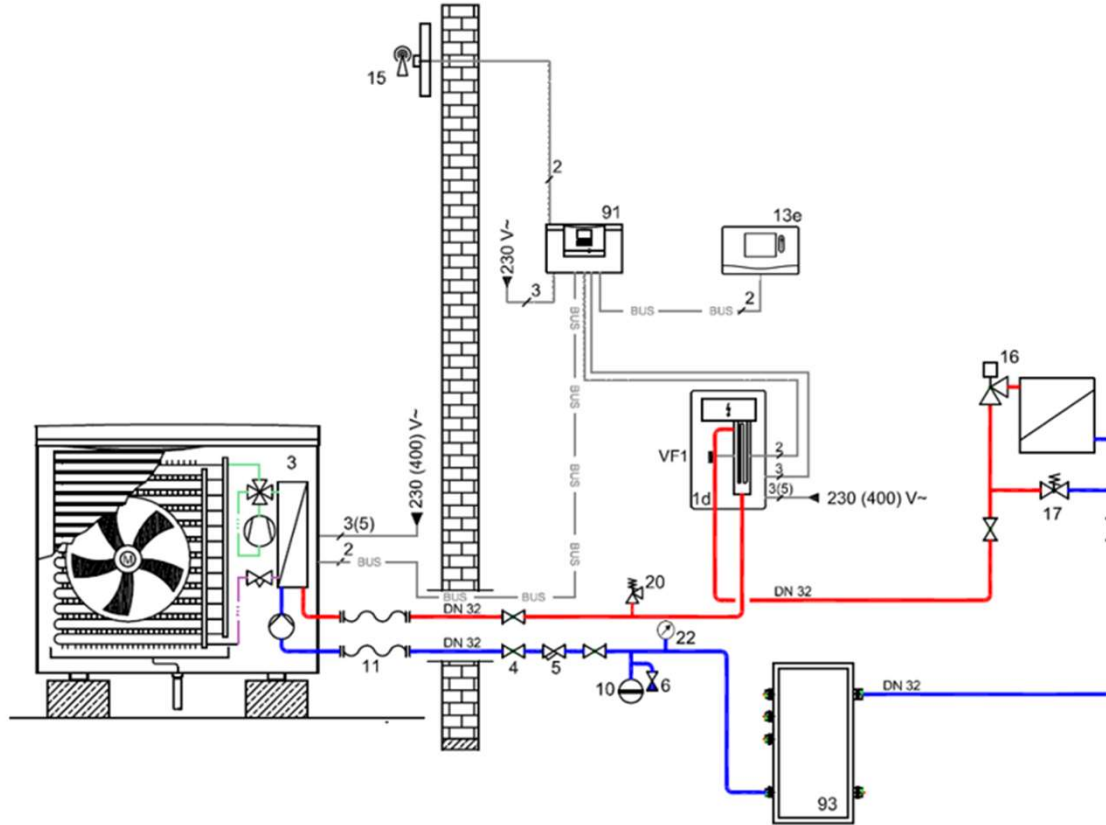 15
2
91
13e
230 V~
3
BUS
BUS
2
BUS
BUS
BUS
16
3
230 (400) V~
VF1
2
3
1d
3(5)
230 (400) V~
17
3(5)
2
BUS
BUS
BUS
20
DN 32
DN 32
22
DN 32
11
4
5
10
6
DN 32
93
M